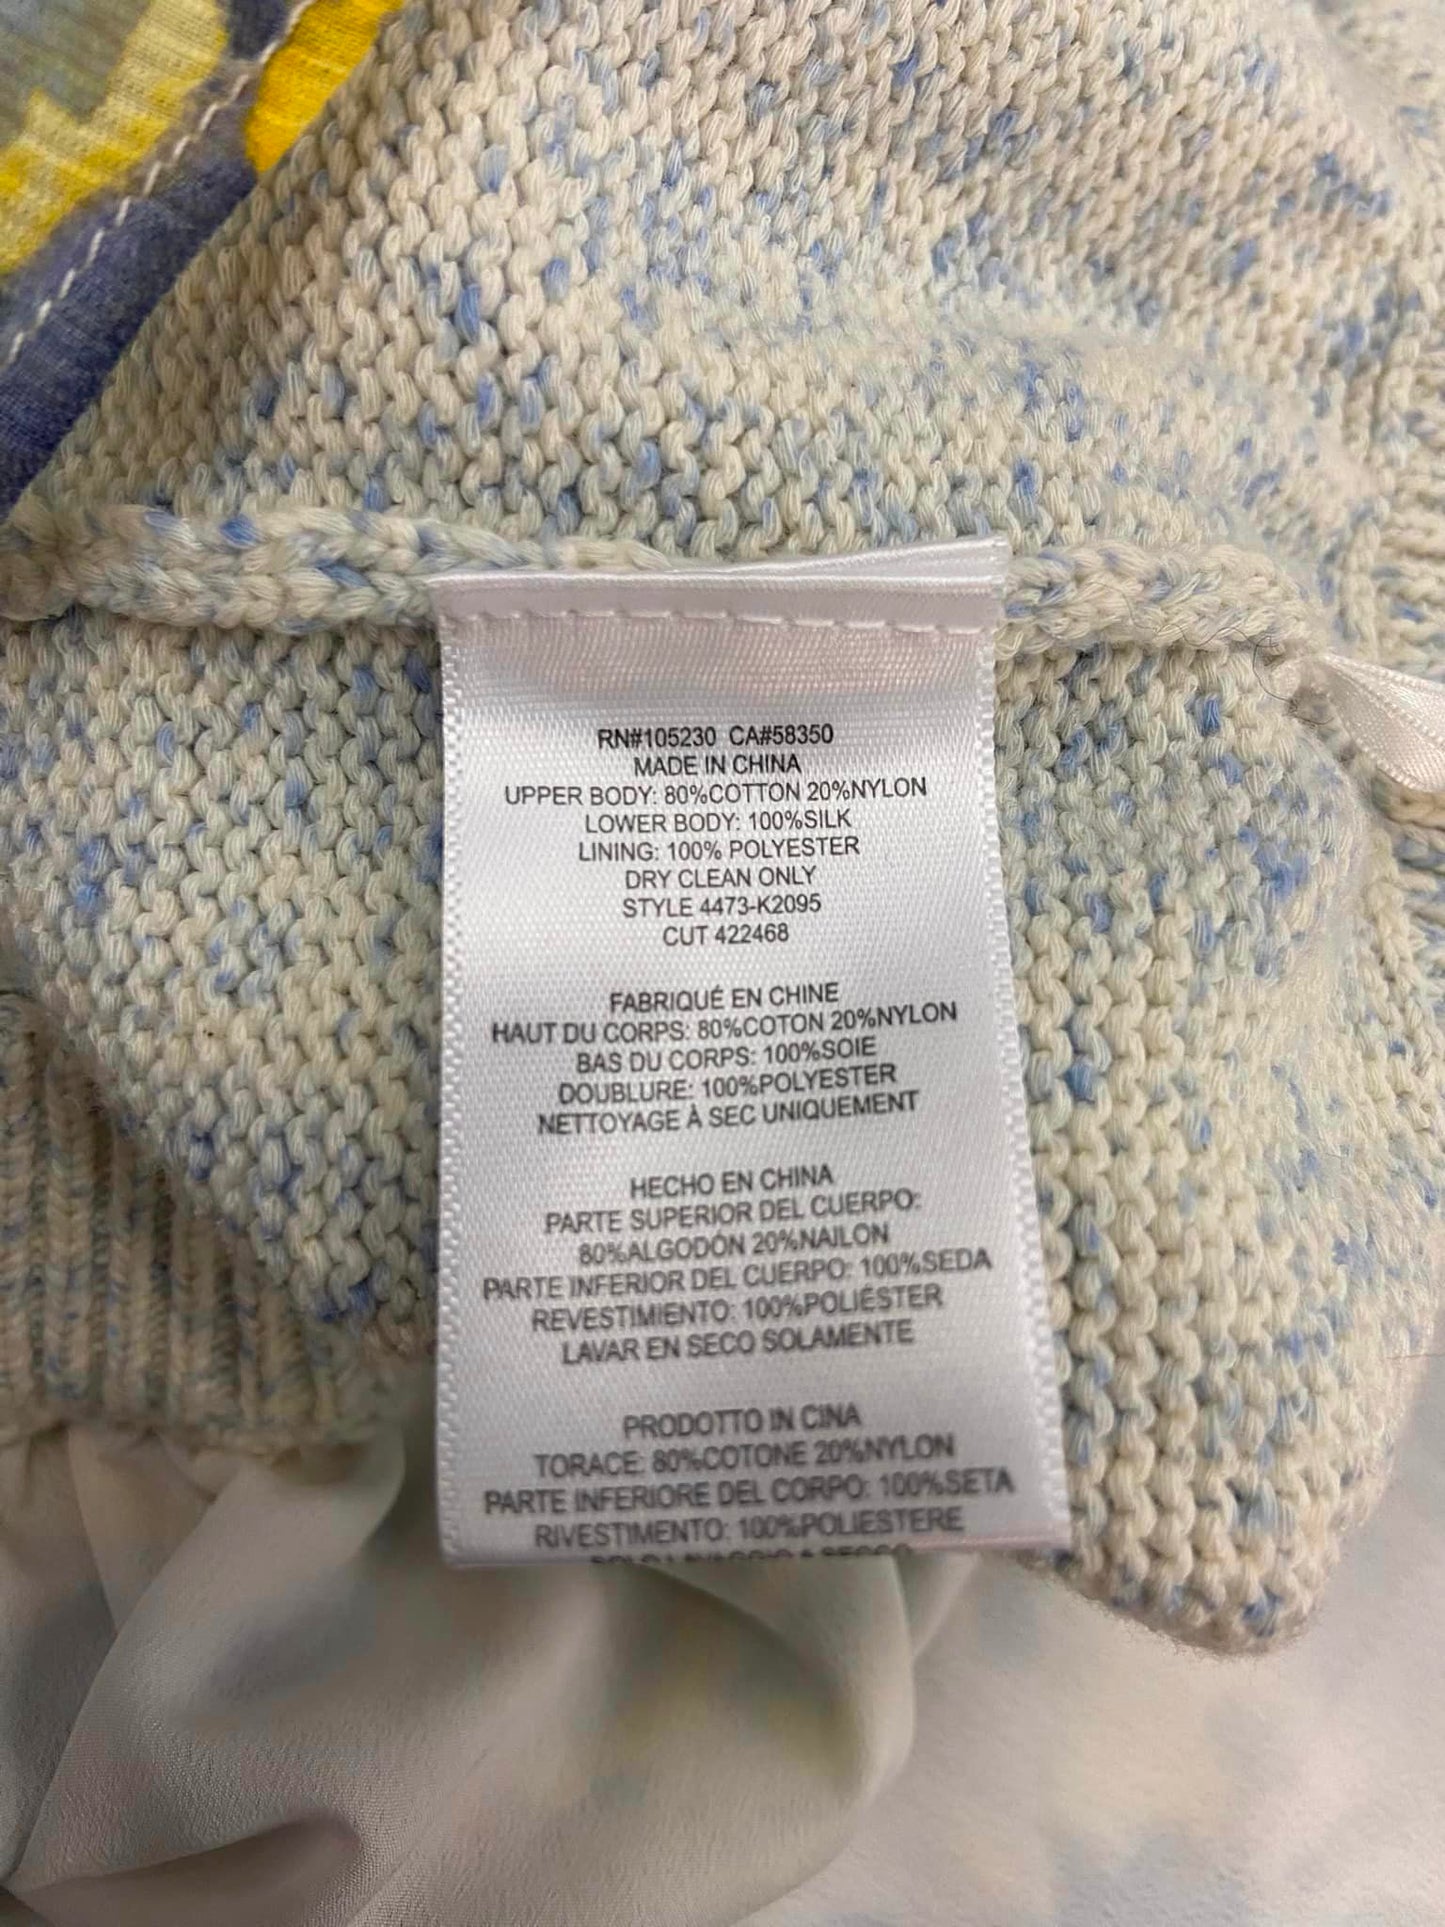 RN#105230 CA#58350
MADE IN CHINA
UPPER BODY: 80%COTTON 20%NYLON
LOWER BODY: 100%SILK
LINING: 100% POLYESTER
DRY CLEAN ONLY
STYLE 4473-K2095
CUT 422468
FABRIQUÉ EN CHINE
HAUT DU CORPS: 80%COTON 20%NYLON
BAS DU CORPS: 100%SOIE
DOUBLURE: 100%POLYESTER
NETTOYAGE À SEC UNIQUEMENT
HECHO EN CHINA
PARTE SUPERIOR DEL CUERPO:
80%ALGODÓN 20%NAILON
PARTE INFERIOR DEL CUERPO: 100%SEDA
REVESTIMIENTO: 100%POLIÉSTER
LAVAR EN SECO SOLAMENTE
PRODOTTO IN CINA
TORACE: 80%COTONE 20%NYLON
PARTE INFERIORE DEL CORPO: 100%SETA
RIVESTIMENTO: 100%POLIESTERE
SOLO LAVAGGIO A SECCO